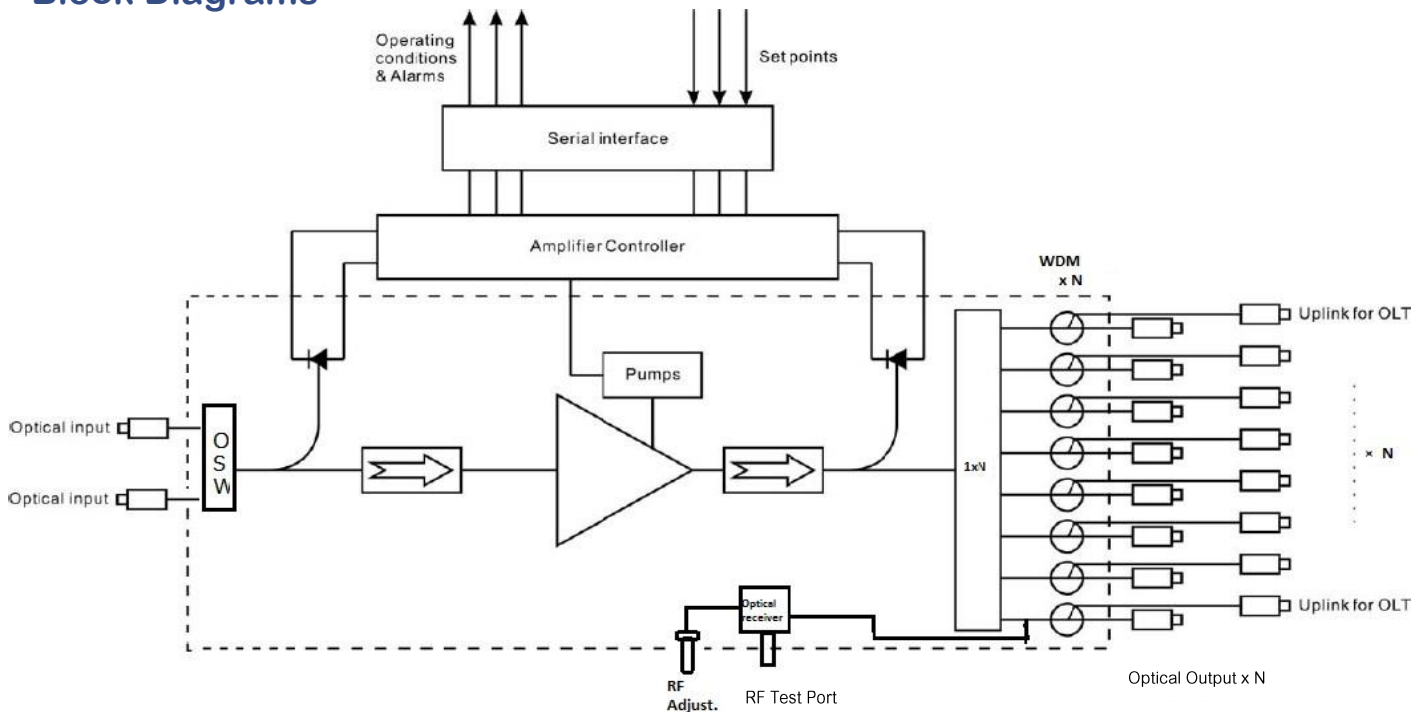 Block Diagrams
Operating
conditions
& Alarms
Set points
Serial interface
Amplifier Controller
WDM
x N
Uplink for OLT
Pumps
Optical input
O
S
W
1xN
× N
Optical input
Optical
receiver
Uplink for OLT
RF
Adjust.
RF Test Port
Optical Output x N